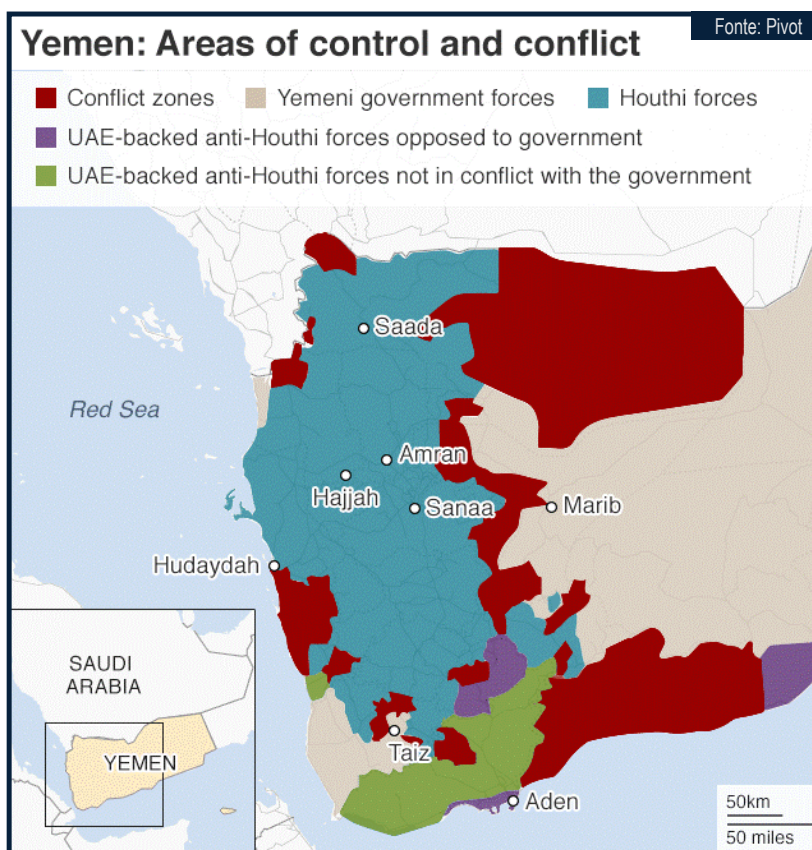 Fonte: Pivot
Yemen: Areas of control and conflict
Conflict zones Yemeni government forces Houthi forces
UAE-backed anti-Houthi forces opposed to government
UAE-backed anti-Houthi forces not in conflict with the government
Saada
Red Sea
Amran
Hajjah
Sanaa
Marib
Hudaydah
SAUDI
ARABIA
YEMEN
Taiz
Aden
50km
50 miles